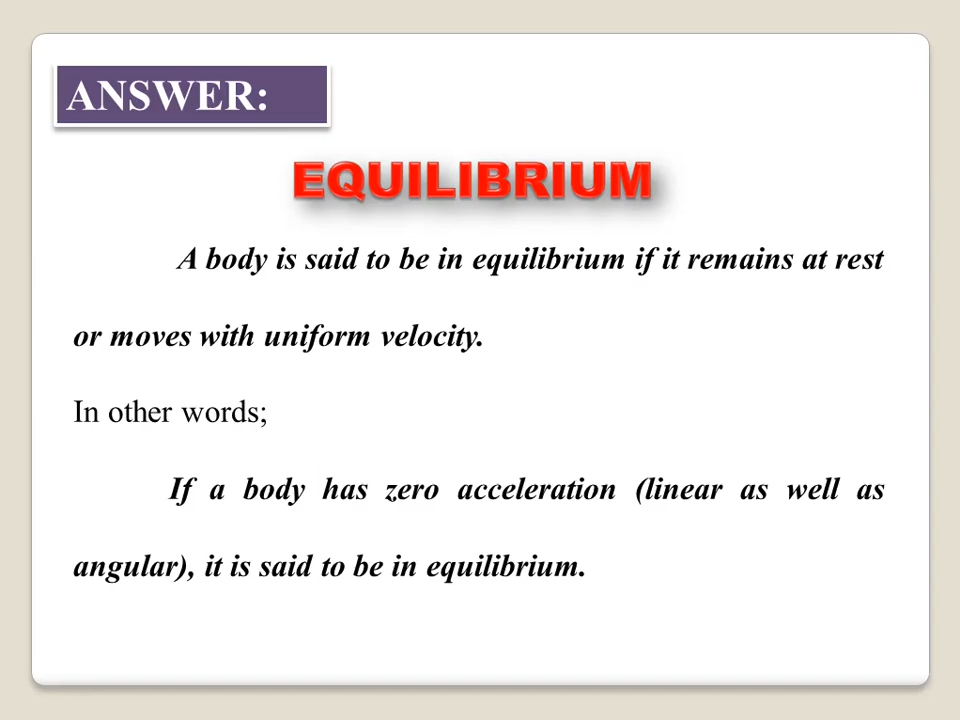 ANSWER:
EQUILIBRIUM
A body is said to be in equilibrium if it remains at rest
or moves with uniform velocity.
In other words;
If a body has zero acceleration (linear as well as
angular), it is said to be in equilibrium.